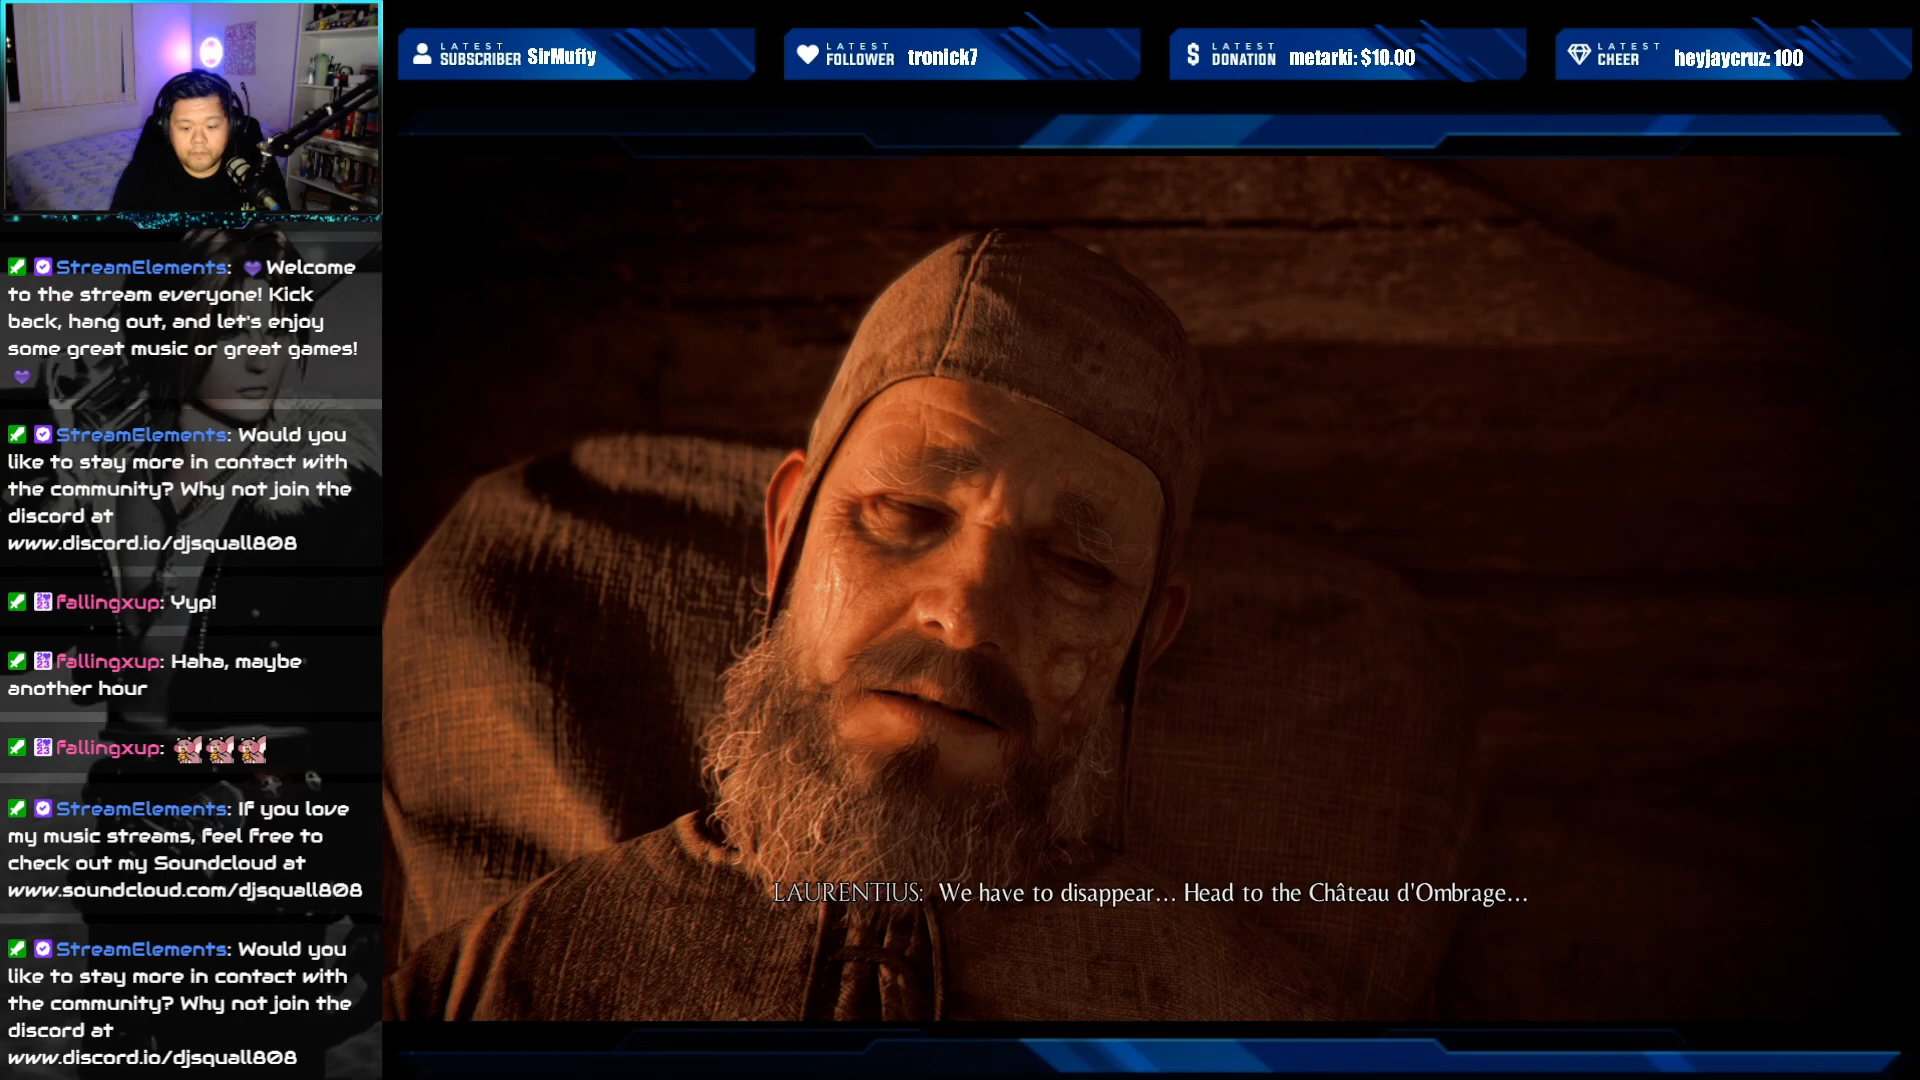 LATEST
SUBSCRIBER SirMuffy
LATEST
FOLLOWER tronick7
LATEST
DONATION metarki: $10.00
LATEST
CHEER heyjaycruz: 100
StreamElements: Welcome
to the stream everyone! Kick
back, hang out, and let's enjoy
some great music or great games!
StreamElements: Would you
like to stay more in contact with
the community? Why not join the
discord at
www.discord.io/djsquall808
fallingxup: Yyp!
fallingxup: Haha, maybe
another hour
fallingxup:
StreamElements: If you love
my music streams, feel free to
check out my Soundcloud at
www.soundcloud.com/djsquall808
StreamElements: Would you
like to stay more in contact with
the community? Why not join the
discord at
www.discord.io/djsquall808
LAURENTIUS: We have to disappear... Head to the Château d'Ombrage...